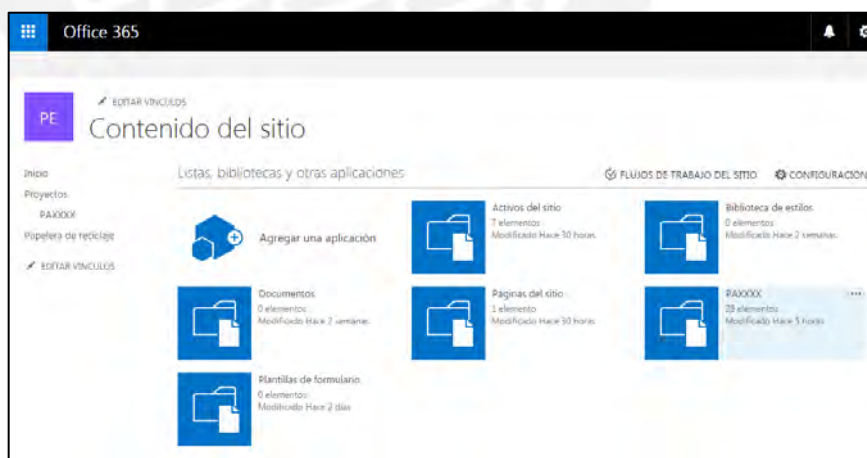 Office 365
EDITAR VÍNCULOS
PE
Contenido del sitio
Inicio
Proyectos
PAXXXX
Papelera de reciclaje
EDITAR VÍNCULOS
Listas, bibliotecas y otras aplicaciones
FLUJOS DE TRABAJO DEL SITIO
CONFIGURACIÓN
Agregar una aplicación
Activos del sitio
7 elementos
Modificado Hace 30 horas
Biblioteca de estilos
0 elementos
Modificado Hace 2 semanas
Documentos
0 elementos
Modificado Hace 2 semanas
Páginas del sitio
1 elemento
Modificado Hace 30 horas
PAXXXX
28 elementos
Modificado Hace 5 horas
Plantillas de formulario
0 elementos
Modificado Hace 2 días